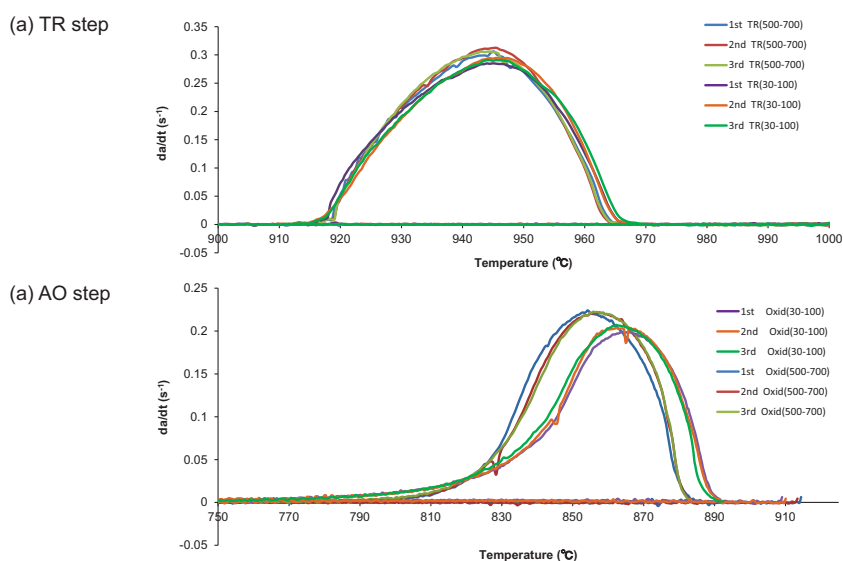 (a) TR step
0.35
0.3
0.25
0.2
0.15
0.1
0.05
0
-0.05
da/dt (s⁻¹)
900 910 920 930 940 950 960 970 980 990 1000
Temperature (℃)
1st TR(500-700)
2nd TR(500-700)
3rd TR(500-700)
1st TR(30-100)
2nd TR(30-100)
3rd TR(30-100)
(a) AO step
0.25
0.2
0.15
0.1
0.05
0
-0.05
da/dt (s⁻¹)
750 770 790 810 830 850 870 890 910
Temperature (℃)
1st Oxid(30-100)
2nd Oxid(30-100)
3rd Oxid(30-100)
1st Oxid(500-700)
2nd Oxid(500-700)
3rd Oxid(500-700)